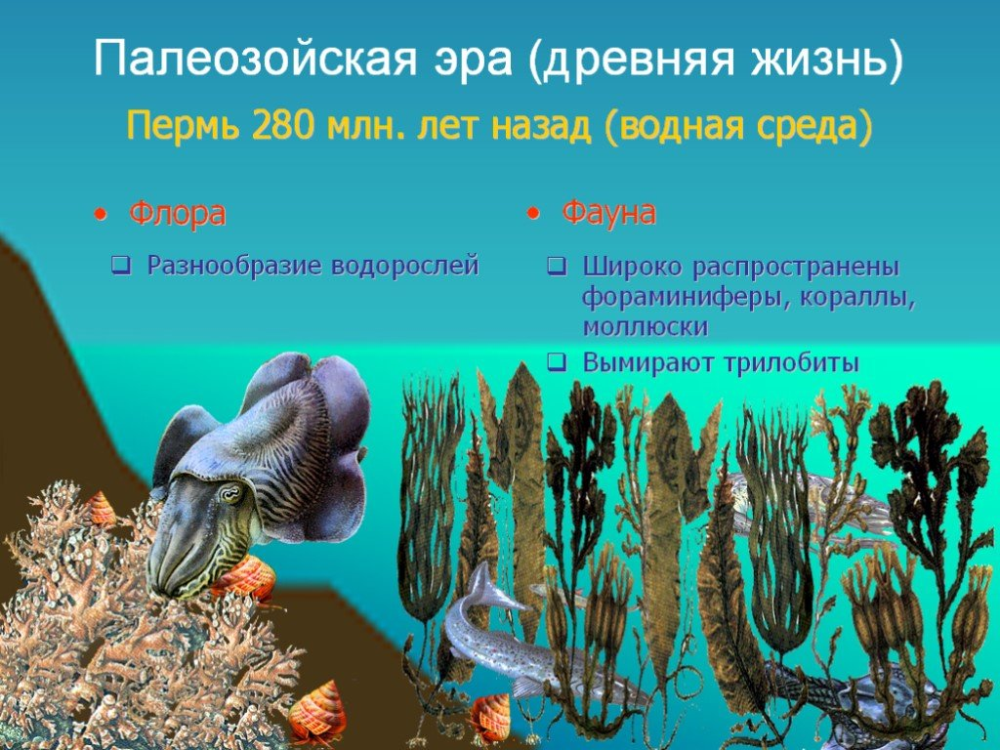 Палеозойская эра (древняя жизнь)
Пермь 280 млн. лет назад (водная среда)
• Флора
❑ Разнообразие водорослей
• Фауна
❑ Широко распространены
фораминиферы, кораллы,
моллюски
❑ Вымирают трилобиты